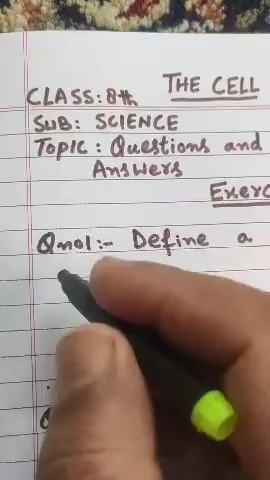 THE CELL
CLASS: 8th
SUB: SCIENCE
TOPIC: Questions and
Answers
Exerc
Qno1:- Define a